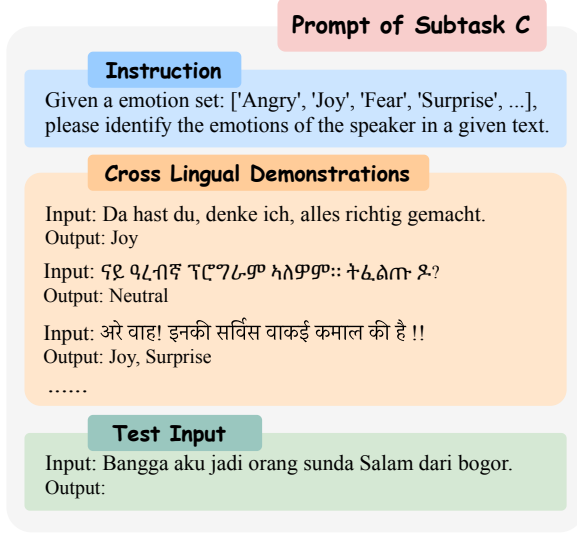 Prompt of Subtask C
Instruction
Given a emotion set: ['Angry', 'Joy', 'Fear', 'Surprise', ...],
please identify the emotions of the speaker in a given text.
Cross Lingual Demonstrations
Input: Da hast du, denke ich, alles richtig gemacht.
Output: Joy
Input: ናይ ዓረብኛ ፕሮግራም ኣለዎም። ትፈልጡ ዶ?
Output: Neutral
Input: अरे वाह! इनकी सर्विस वाकई कमाल की है !!
Output: Joy, Surprise
......
Test Input
Input: Bangga aku jadi orang sunda Salam dari bogor.
Output: